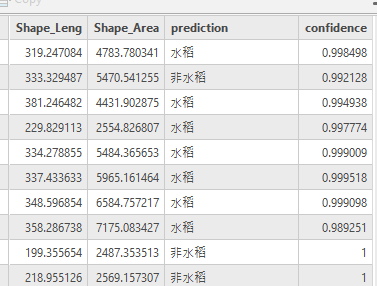 Copy
Shape_Leng Shape_Area prediction confidence
319.247084 4783.780341 水稻 0.998498
333.329487 5470.541255 非水稻 0.992128
381.246482 4431.902875 水稻 0.994938
229.829113 2554.826807 水稻 0.997774
334.278855 5484.365653 水稻 0.999009
337.433633 5965.161464 水稻 0.999518
348.596854 6584.757217 水稻 0.999098
358.286738 7175.083427 水稻 0.989251
199.355654 2487.353513 非水稻 1
218.955126 2569.157307 非水稻 1